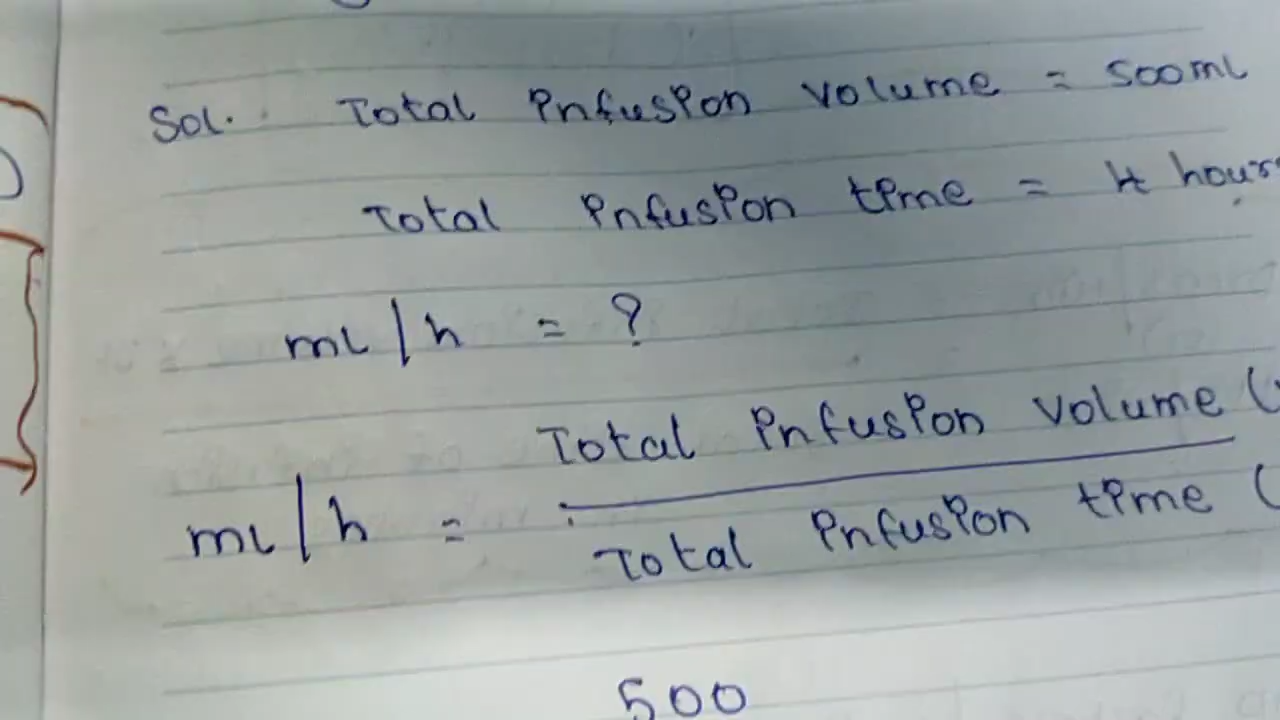 Sol. Total infusion volume = 500ml
Total infusion time = 4 hours
ml/h = ?
ml/h = Total infusion volume (
Total infusion time (
500